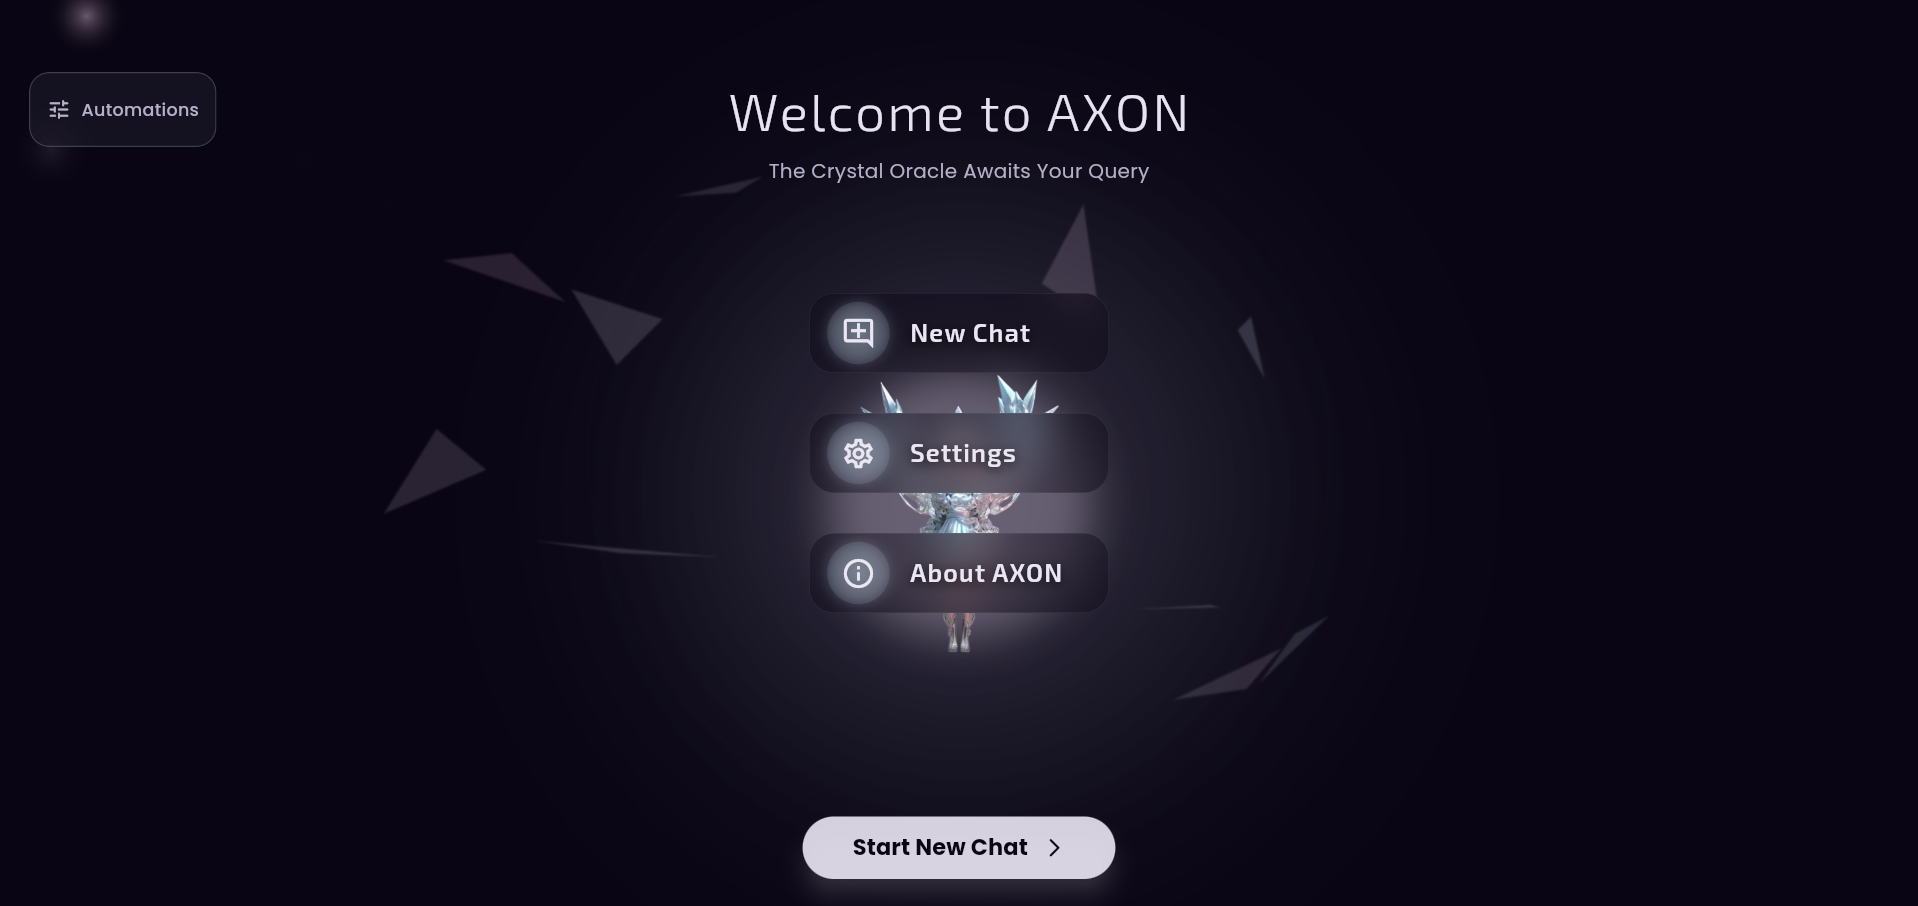 Automations
Welcome to AXON
The Crystal Oracle Awaits Your Query
New Chat
Settings
About AXON
Start New Chat